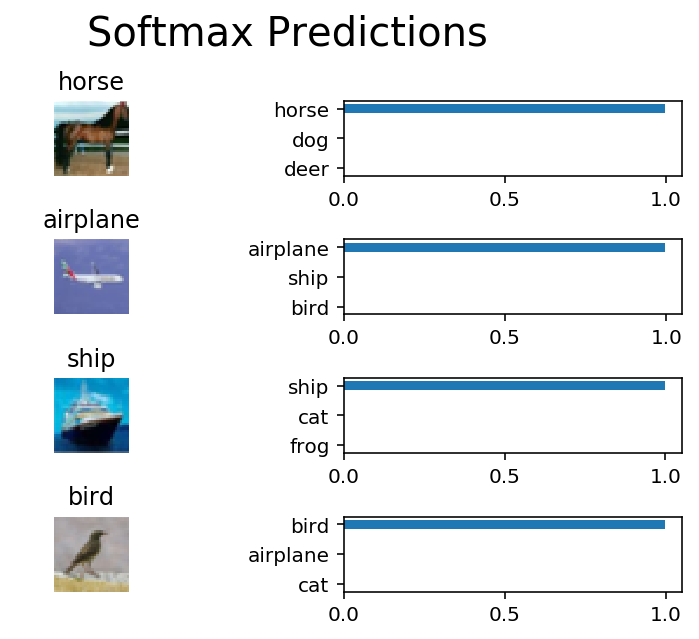 Softmax Predictions
horse
horse
dog
deer
0.0 0.5 1.0
airplane
airplane
ship
bird
0.0 0.5 1.0
ship
ship
cat
frog
0.0 0.5 1.0
bird
bird
airplane
cat
0.0 0.5 1.0